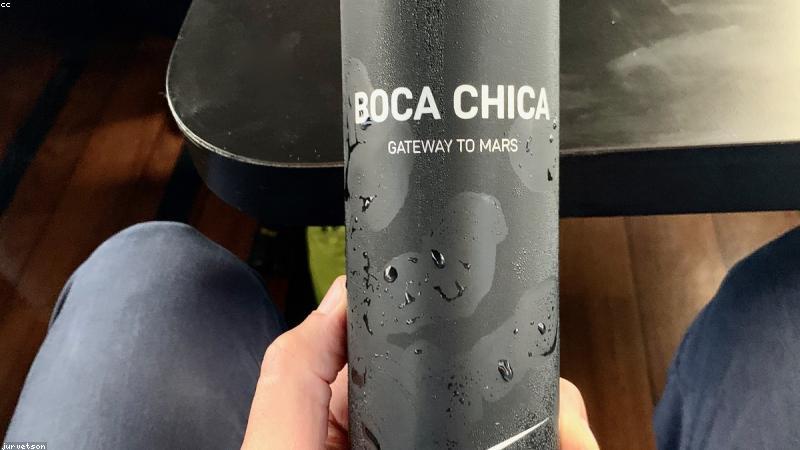 cc
BOCA CHICA
GATEWAY TO MARS
jurvetson